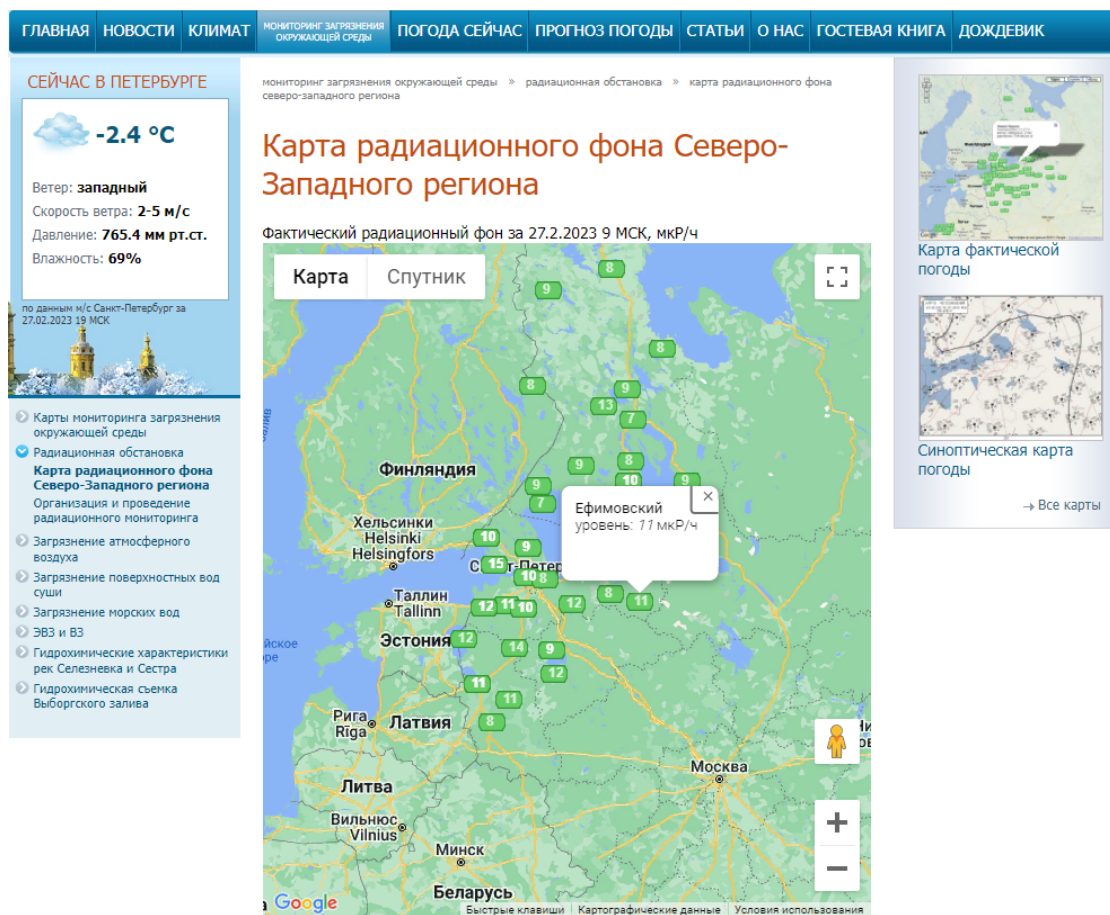 ГЛАВНАЯ НОВОСТИ КЛИМАТ МОНИТОРИНГ ЗАГРЯЗНЕНИЯ ОКРУЖАЮЩЕЙ СРЕДЫ ПОГОДА СЕЙЧАС ПРОГНОЗ ПОГОДЫ СТАТЬИ О НАС ГОСТЕВАЯ КНИГА ДОЖДЕВИК
СЕЙЧАС В ПЕТЕРБУРГЕ
-2.4 °C
Ветер: западный
Скорость ветра: 2-5 м/с
Давление: 765.4 мм рт.ст.
Влажность: 69%
по данным м/с Санкт-Петербург за
27.02.2023 19 МСК
Карты мониторинга загрязнения
окружающей среды
Радиационная обстановка
Карта радиационного фона
Северо-Западного региона
Организация и проведение
радиационного мониторинга
Загрязнение атмосферного
воздуха
Загрязнение поверхностных вод
суши
Загрязнение морских вод
ЭВЗ и ВЗ
Гидрохимические характеристики
рек Селезневка и Сестра
Гидрохимическая съемка
Выборгского залива
мониторинг загрязнения окружающей среды » радиационная обстановка » карта радиационного фона
северо-западного региона
Карта радиационного фона Северо-
Западного региона
Фактический радиационный фон за 27.2.2023 9 МСК, мкР/ч
Карта Спутник
8
9
8
8
9
13
7
Финляндия
9
8
10
9
9
7
Ефимовский
уровень: 11 мкР/ч
Хельсинки
Helsinki
Helsingfors
10
9
15
10
8
Таллин
Tallinn
12
11
10
12
8
11
Эстония
12
14
9
12
11
11
8
Рига
Rīga
Латвия
Москва
Литва
Вильнюс
Vilnius
Минск
Беларусь
Google
Быстрые клавиши Картографические данные Условия использования
Карта фактической
погоды
Синоптическая карта
погоды
→ Все карты